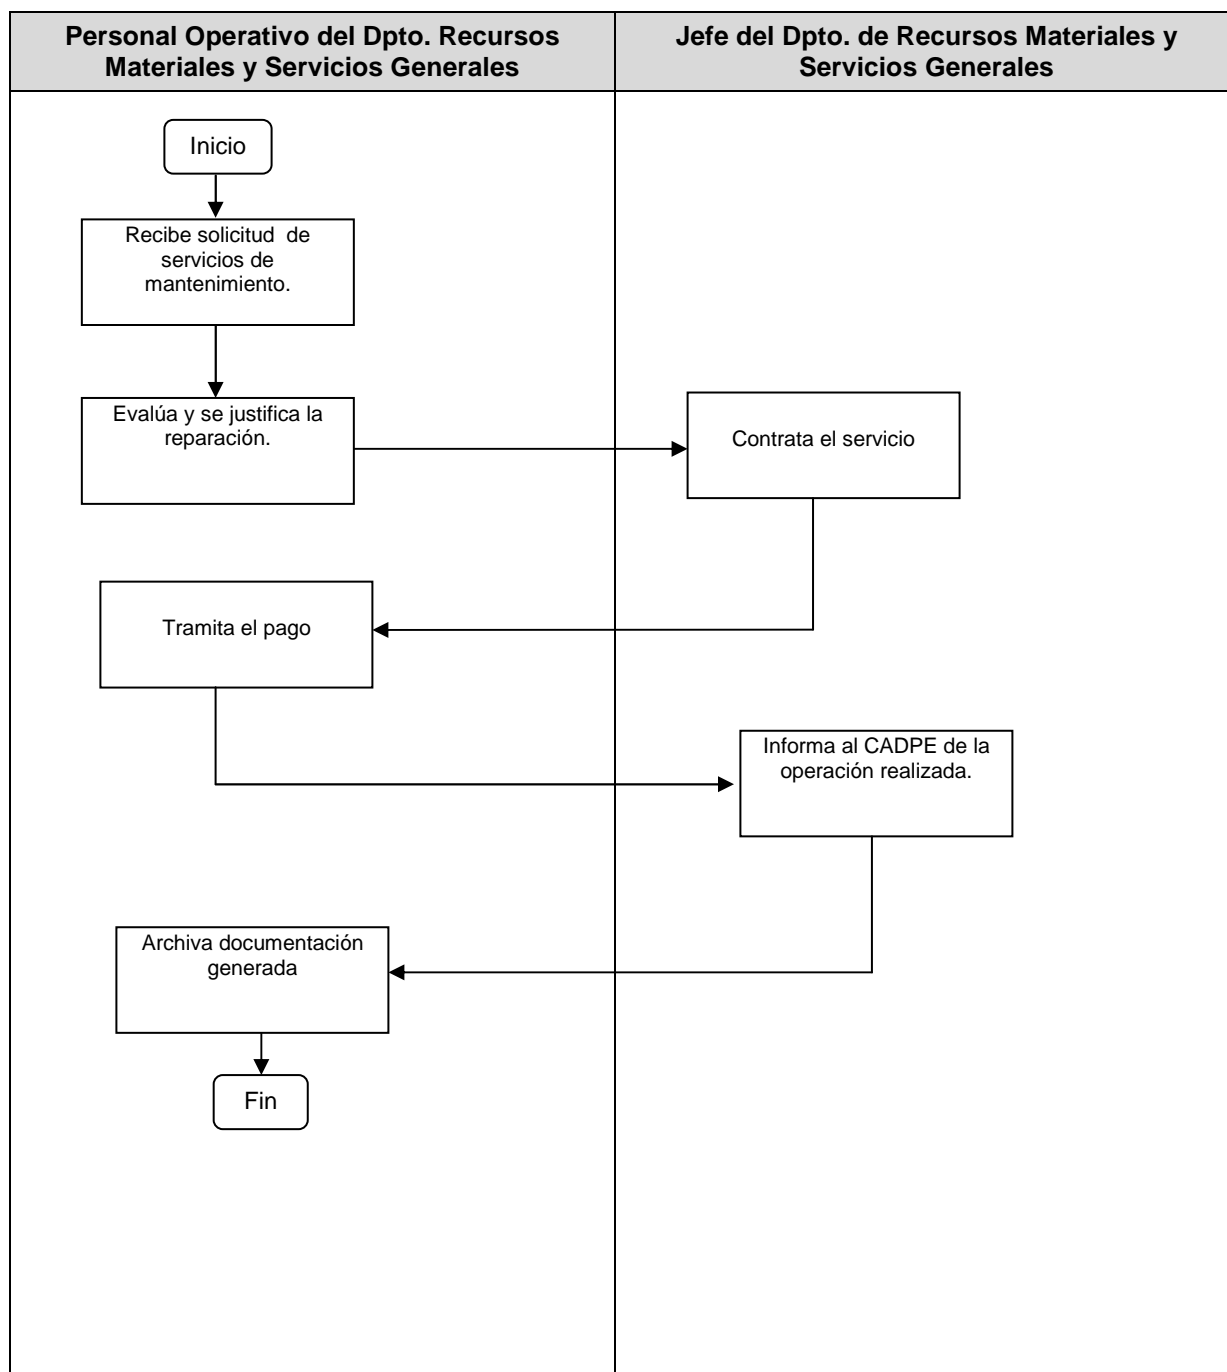 Personal Operativo del Dpto. Recursos
Materiales y Servicios Generales
Jefe del Dpto. de Recursos Materiales y
Servicios Generales
Inicio
Recibe solicitud  de
servicios de
mantenimiento.
Evalúa y se justifica la
reparación.
Contrata el servicio
Tramita el pago
Informa al CADPE de la
operación realizada.
Archiva documentación
generada
Fin